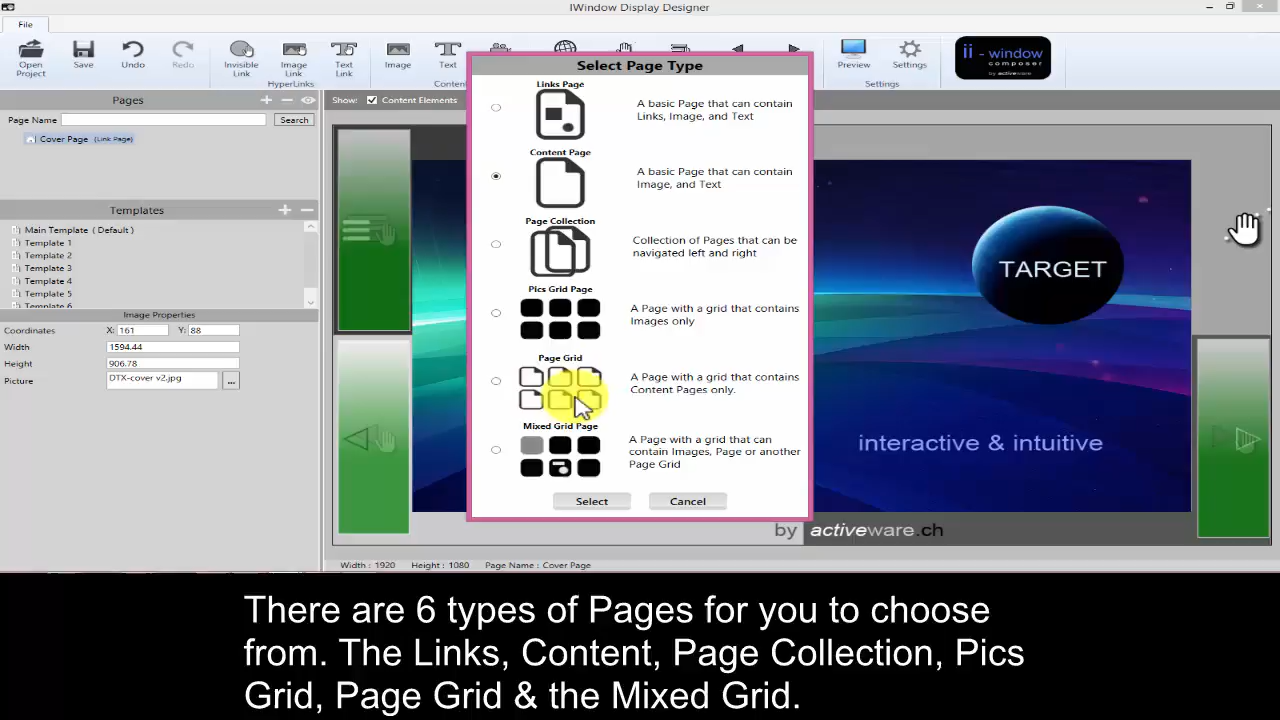 IWindow Display Designer
File
Open Project
Save
Undo
Redo
Invisible Link
Image Link
Text Link
HyperLinks
Image
Text
Preview
Settings
Settings
ii - window
composer
by activeware
Pages
Page Name
Search
Cover Page (Link Page)
Templates
Main Template ( Default )
Template 1
Template 2
Template 3
Template 4
Template 5
Template 6
Image Properties
Coordinates X: 161 Y: 88
Width 1594.44
Height 906.78
Picture DTX-cover v2.jpg ...
Show: Content Elements
Select Page Type
Links Page
A basic Page that can contain
Links, Image, and Text
Content Page
A basic Page that can contain
Image, and Text
Page Collection
Collection of Pages that can be
navigated left and right
Pics Grid Page
A Page with a grid that contains
Images only
Page Grid
A Page with a grid that contains
Content Pages only.
Mixed Grid Page
A Page with a grid that can
contain Images, Page or another
Page Grid
Select Cancel
TARGET
interactive & intuitive
by activeware.ch
Width : 1920 Height : 1080 Page Name : Cover Page
There are 6 types of Pages for you to choose
from. The Links, Content, Page Collection, Pics
Grid, Page Grid & the Mixed Grid.